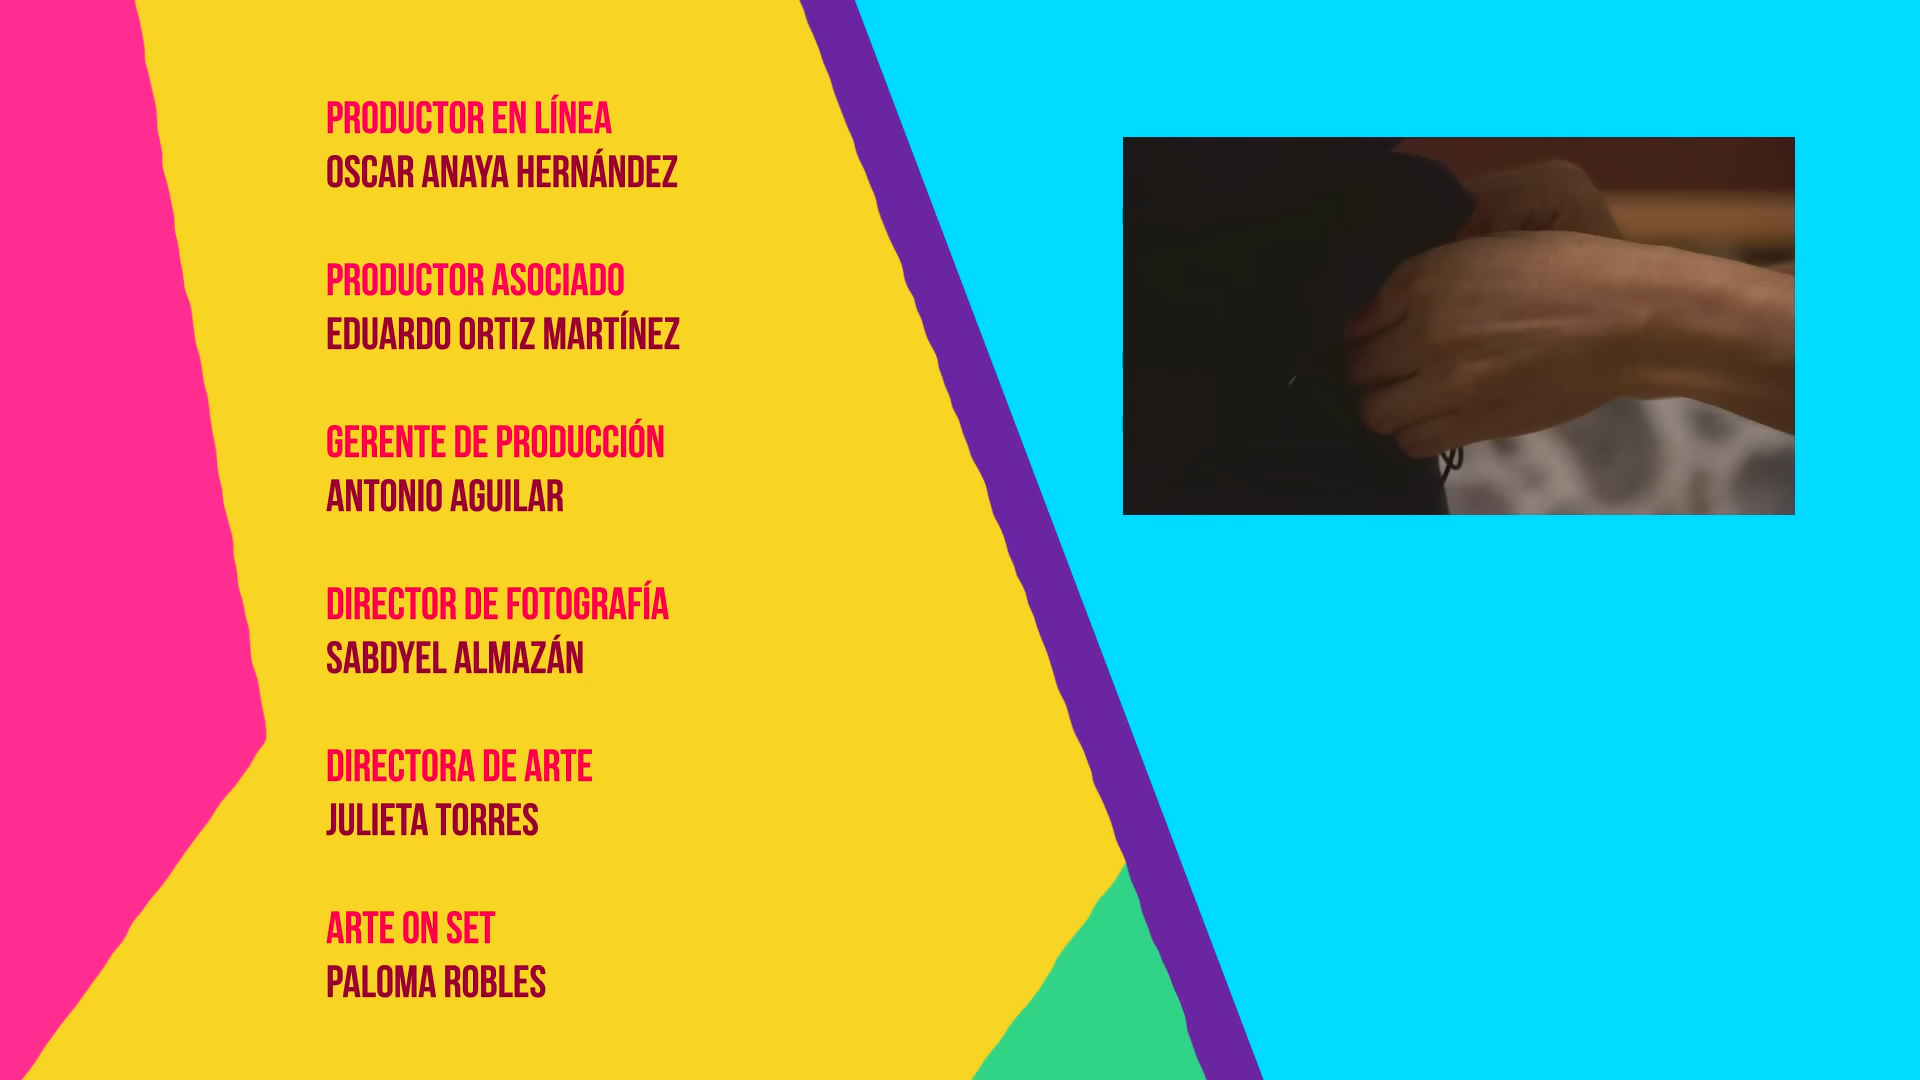 PRODUCTOR EN LÍNEA
OSCAR ANAYA HERNÁNDEZ
PRODUCTOR ASOCIADO
EDUARDO ORTIZ MARTÍNEZ
GERENTE DE PRODUCCIÓN
ANTONIO AGUILAR
DIRECTOR DE FOTOGRAFÍA
SABDYEL ALMAZÁN
DIRECTORA DE ARTE
JULIETA TORRES
ARTE ON SET
PALOMA ROBLES